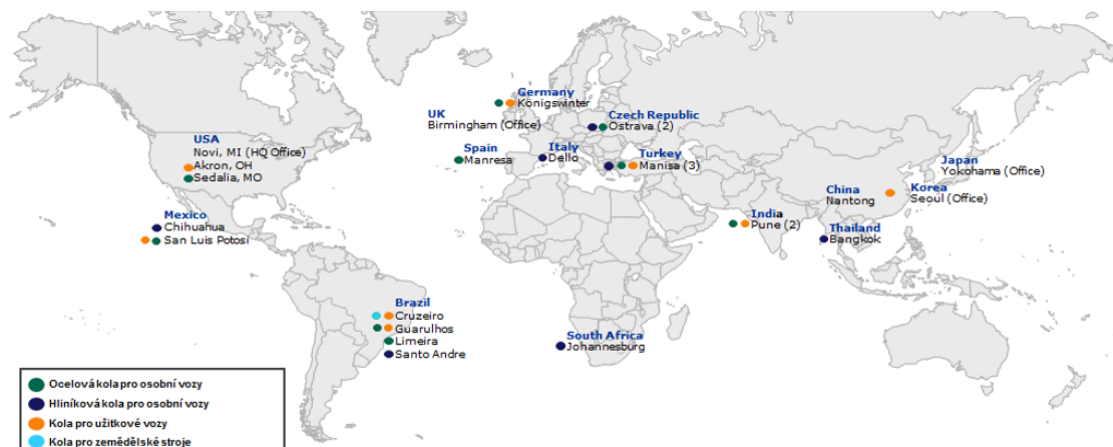 Germany
Königswinter
UK
Birmingham (Office)
Czech Republic
Ostrava (2)
USA
Novi, MI (HQ Office)
Akron, OH
Sedalia, MO
Spain
Manresa
Italy
Dello
Turkey
Manisa (3)
Japan
Yokohama (Office)
China
Nantong
Korea
Seoul (Office)
Mexico
Chihuahua
San Luis Potosi
India
Pune (2)
Thailand
Bangkok
Brazil
Cruzeiro
Guarulhos
Limeira
Santo Andre
South Africa
Johannesburg
Ocelová kola pro osobní vozy
Hliníková kola pro osobní vozy
Kola pro užitkové vozy
Kola pro zemědělské stroje